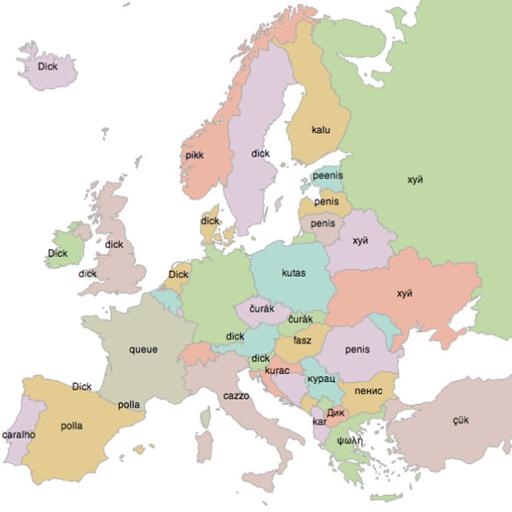 Dick
kalu
pikk
dick
peenis
хуй
penis
dick
penis
хуй
dick
Dick
dick
Dick
kutas
хуй
čurák
čurák
dick
fasz
queue
penis
dick
kurac
курац
Dick
пенис
cazzo
polla
Дик
polla
kar
çük
caralho
ψωλή